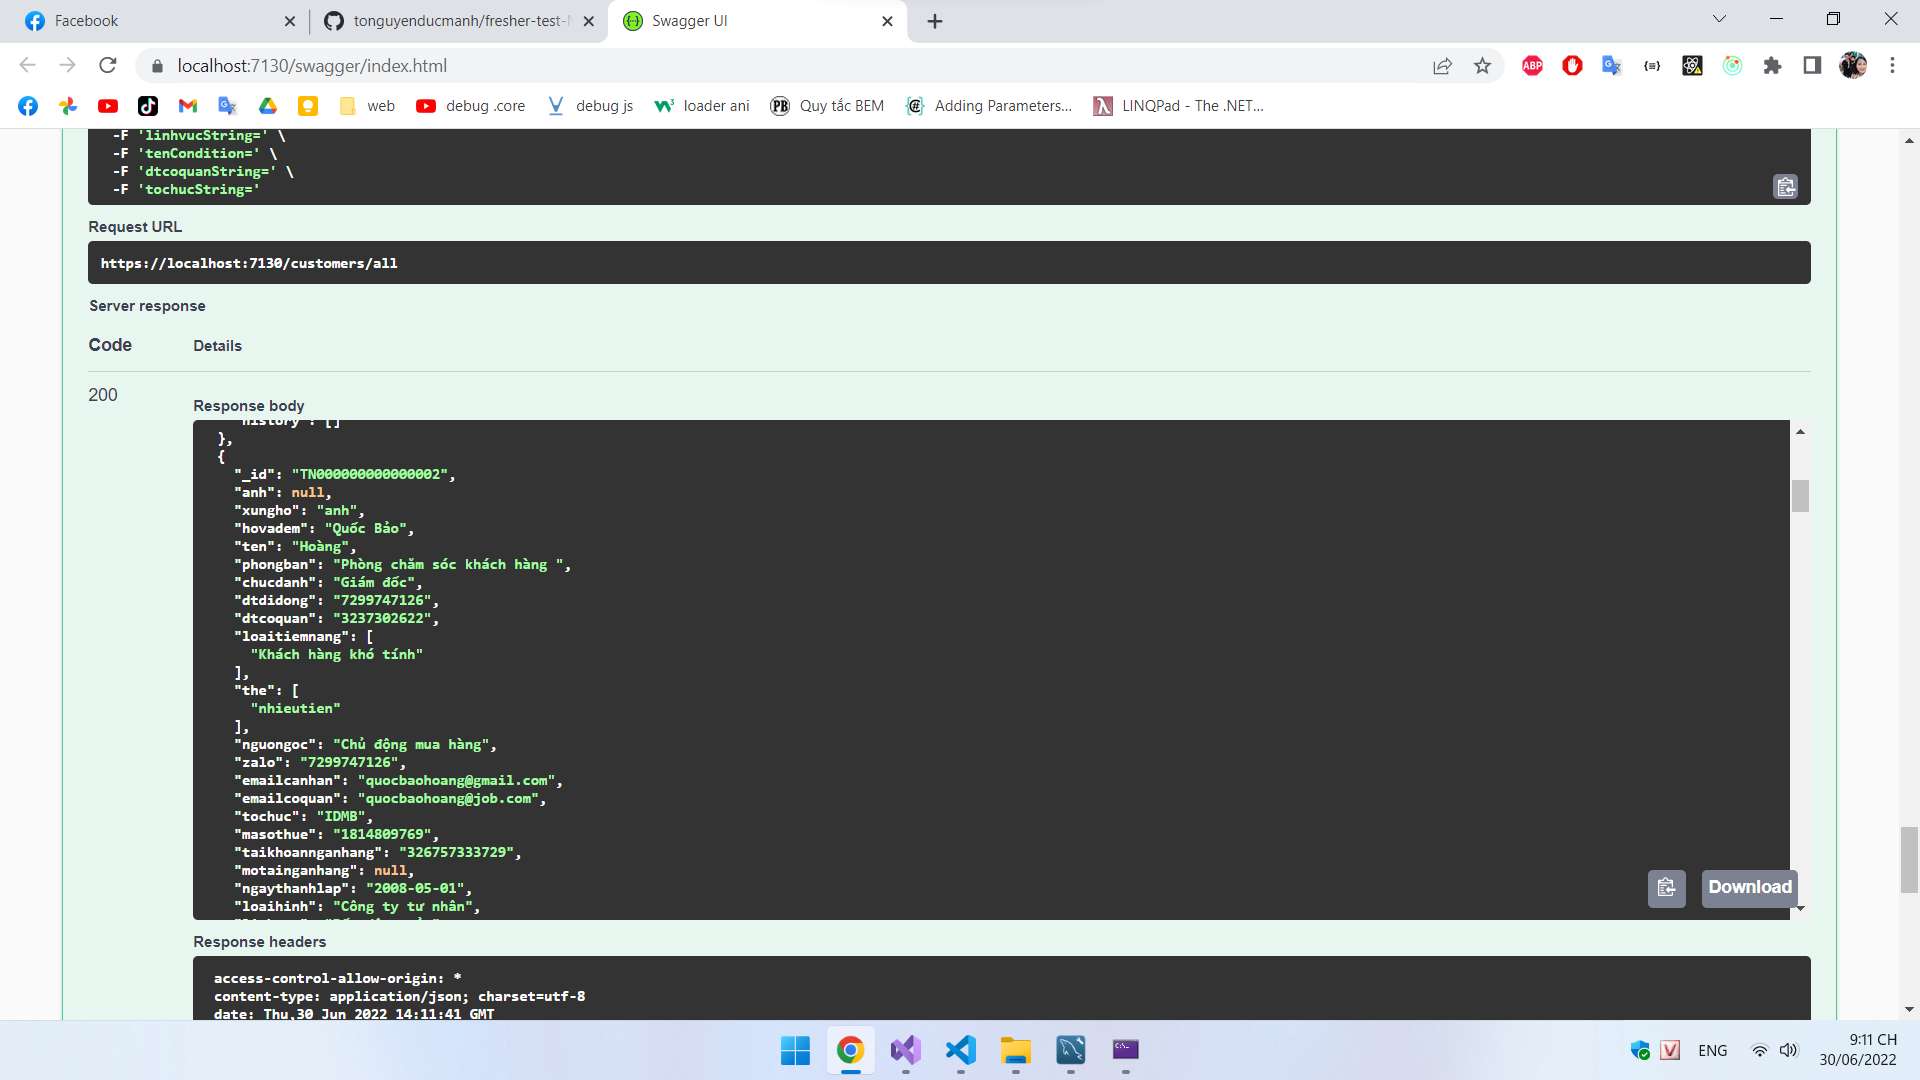 Facebook
tonguyenducmanh/fresher-test-
Swagger UI
localhost:7130/swagger/index.html
ABP
web
debug .core
debug js
loader ani
PB
Quy tắc BEM
Adding Parameters...
LINQPad - The .NET...
-F 'linhvucString=' \
-F 'tenCondition=' \
-F 'dtcoquanString=' \
-F 'tochucString='
Request URL
https://localhost:7130/customers/all
Server response
Code
Details
200
Response body
"history": []
},
{
"_id": "TN000000000000002",
"anh": null,
"xungho": "anh",
"hovadem": "Quốc Bảo",
"ten": "Hoàng",
"phongban": "Phòng chăm sóc khách hàng ",
"chucdanh": "Giám đốc",
"dtdidong": "7299747126",
"dtcoquan": "3237302622",
"loaitiemnang": [
"Khách hàng khó tính"
],
"the": [
"nhieutien"
],
"nguongoc": "Chủ động mua hàng",
"zalo": "7299747126",
"emailcanhan": "quocbaohoang@gmail.com",
"emailcoquan": "quocbaohoang@job.com",
"tochuc": "IDMB",
"masothue": "1814809769",
"taikhoannganhang": "326757333729",
"motainganhang": null,
"ngaythanhlap": "2008-05-01",
"loaihinh": "Công ty tư nhân",
Download
Response headers
access-control-allow-origin: *
content-type: application/json; charset=utf-8
date: Thu,30 Jun 2022 14:11:41 GMT
ENG
9:11 CH
30/06/2022